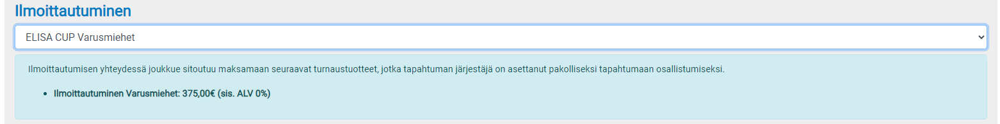 Ilmoittautuminen
ELISA CUP Varusmiehet
Ilmoittautumisen yhteydessä joukkue sitoutuu maksamaan seuraavat turnaustuotteet, jotka tapahtuman järjestäjä on asettanut pakolliseksi tapahtumaan osallistumiseksi.
• Ilmoittautuminen Varusmiehet: 375,00€ (sis. ALV 0%)